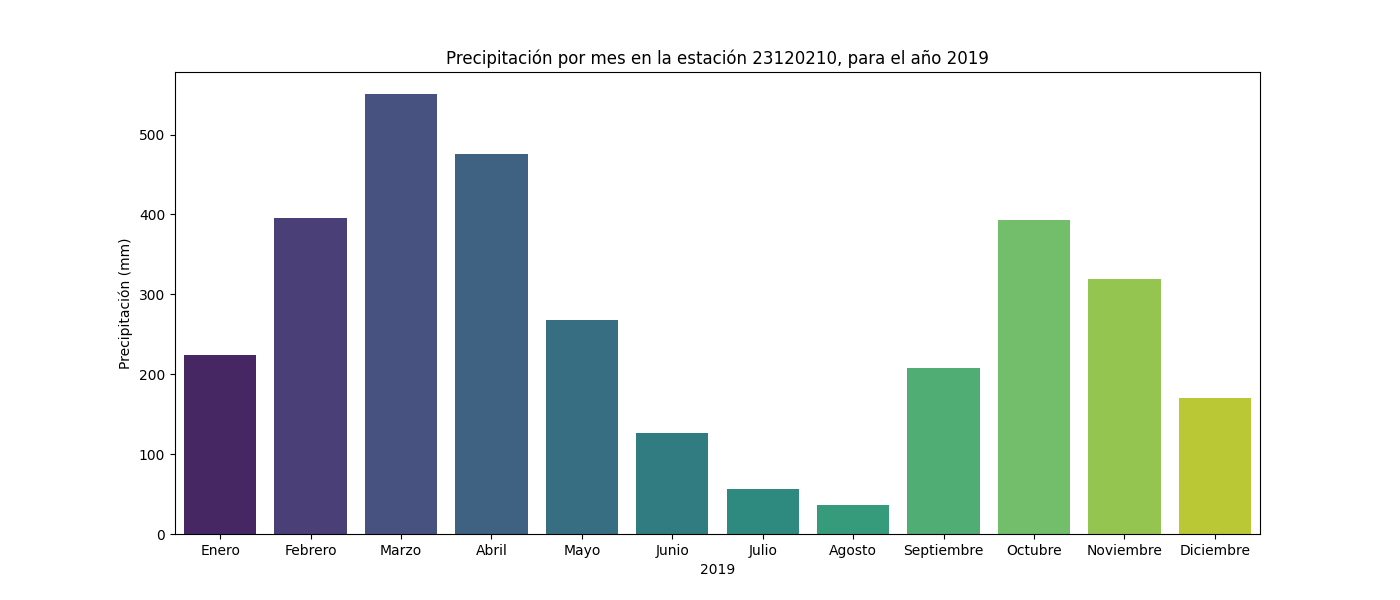 Precipitación por mes en la estación 23120210, para el año 2019
Precipitación (mm)
500
400
300
200
100
0
Enero Febrero Marzo Abril Mayo Junio Julio Agosto Septiembre Octubre Noviembre Diciembre
2019